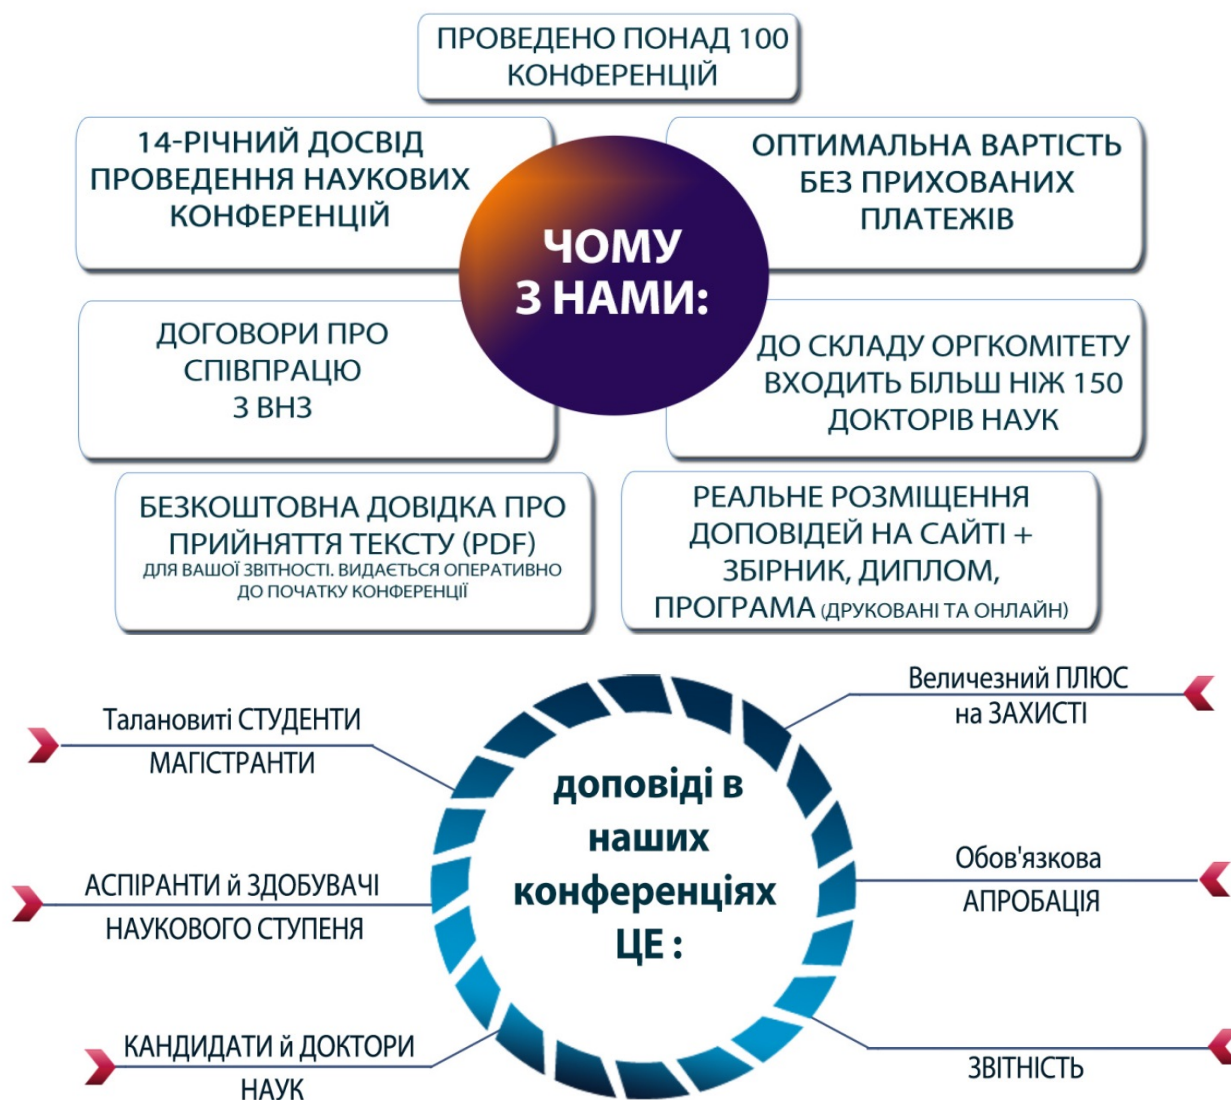 ПРОВЕДЕНО ПОНАД 100
КОНФЕРЕНЦІЙ
14-РІЧНИЙ ДОСВІД
ПРОВЕДЕННЯ НАУКОВИХ
КОНФЕРЕНЦІЙ
ОПТИМАЛЬНА ВАРТІСТЬ
БЕЗ ПРИХОВАНИХ
ПЛАТЕЖІВ
ЧОМУ
З НАМИ:
ДОГОВОРИ ПРО
СПІВПРАЦЮ
З ВНЗ
ДО СКЛАДУ ОРГКОМІТЕТУ
ВХОДИТЬ БІЛЬШ НІЖ 150
ДОКТОРІВ НАУК
БЕЗКОШТОВНА ДОВІДКА ПРО
ПРИЙНЯТТЯ ТЕКСТУ (PDF)
ДЛЯ ВАШОЇ ЗВІТНОСТІ. ВИДАЄТЬСЯ ОПЕРАТИВНО
ДО ПОЧАТКУ КОНФЕРЕНЦІЇ
РЕАЛЬНЕ РОЗМІЩЕННЯ
ДОПОВІДЕЙ НА САЙТІ +
ЗБІРНИК, ДИПЛОМ,
ПРОГРАМА (ДРУКОВАНІ ТА ОНЛАЙН)
доповіді в
наших
конференціях
ЦЕ :
Талановиті СТУДЕНТИ
МАГІСТРАНТИ
АСПІРАНТИ й ЗДОБУВАЧІ
НАУКОВОГО СТУПЕНЯ
КАНДИДАТИ й ДОКТОРИ
НАУК
Величезний ПЛЮС
на ЗАХИСТІ
Обов'язкова
АПРОБАЦІЯ
ЗВІТНІСТЬ